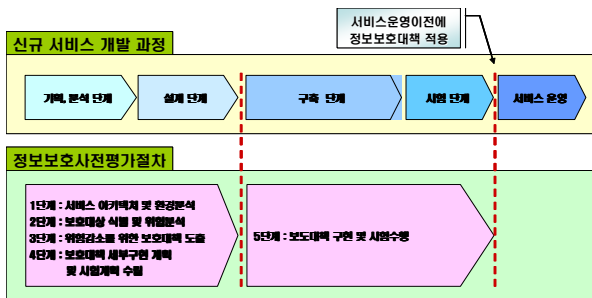 서비스운영이전에
정보보호대책 적용
신규 서비스 개발 과정
기획, 분석 단계
설계 단계
구축 단계
시험 단계
서비스 운영
정보보호사전평가절차
1단계 : 서비스 아키텍처 및 환경분석
2단계 : 보호대상 식별 및 위험분석
3단계 : 위험감소를 위한 보호대책 도출
4단계 : 보호대책 세부구현 계획
및 시험계획 수립
5단계 : 보도대책 구현 및 시험수행